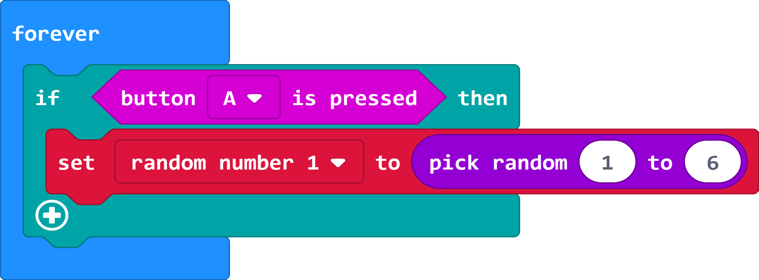 forever
if button A is pressed then
set random number 1 to pick random 1 to 6